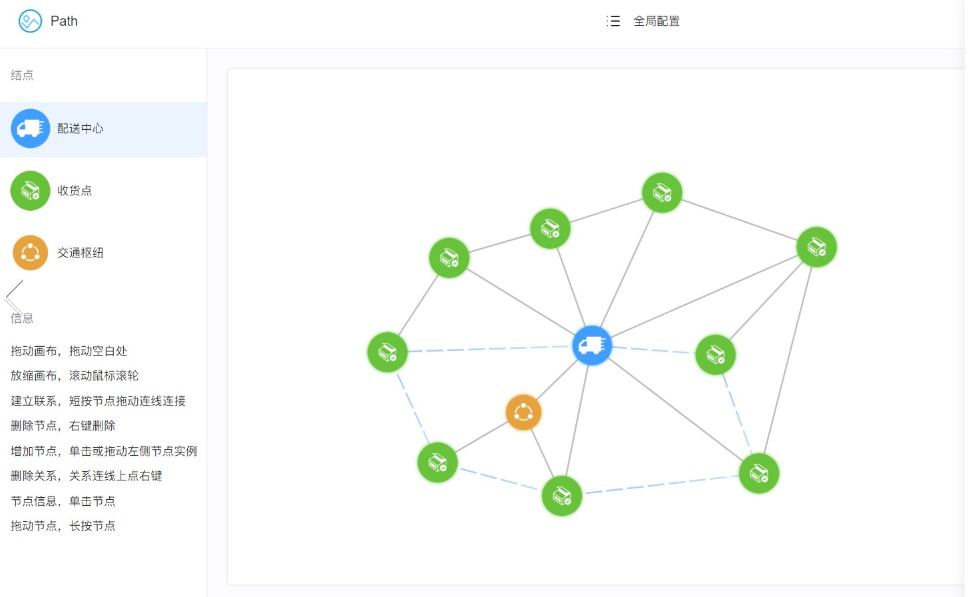 Path
全局配置
结点
配送中心
收货点
交通枢纽
信息
拖动画布，拖动空白处
放缩画布，滚动鼠标滚轮
建立联系，短按节点拖动连线连接
删除节点，右键删除
增加节点，单击或拖动左侧节点实例
删除关系，关系连线上点右键
节点信息，单击节点
拖动节点，长按节点